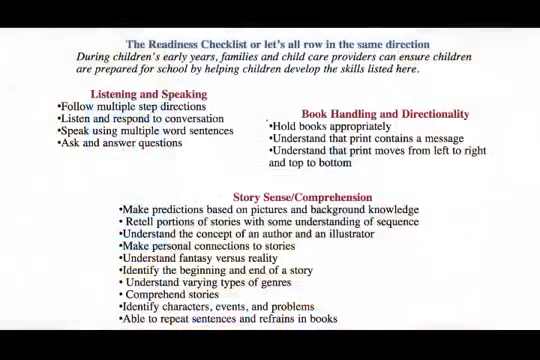 The Readiness Checklist or let's all row in the same direction
During children's early years, families and child care providers can ensure children
are prepared for school by helping children develop the skills listed here.
Listening and Speaking
•Follow multiple step directions
•Listen and respond to conversation
•Speak using multiple word sentences
•Ask and answer questions
Book Handling and Directionality
•Hold books appropriately
•Understand that print contains a message
•Understand that print moves from left to right
and top to bottom
Story Sense/Comprehension
•Make predictions based on pictures and background knowledge
• Retell portions of stories with some understanding of sequence
•Understand the concept of an author and an illustrator
•Make personal connections to stories
•Understand fantasy versus reality
•Identify the beginning and end of a story
• Understand varying types of genres
• Comprehend stories
•Identify characters, events, and problems
•Able to repeat sentences and refrains in books